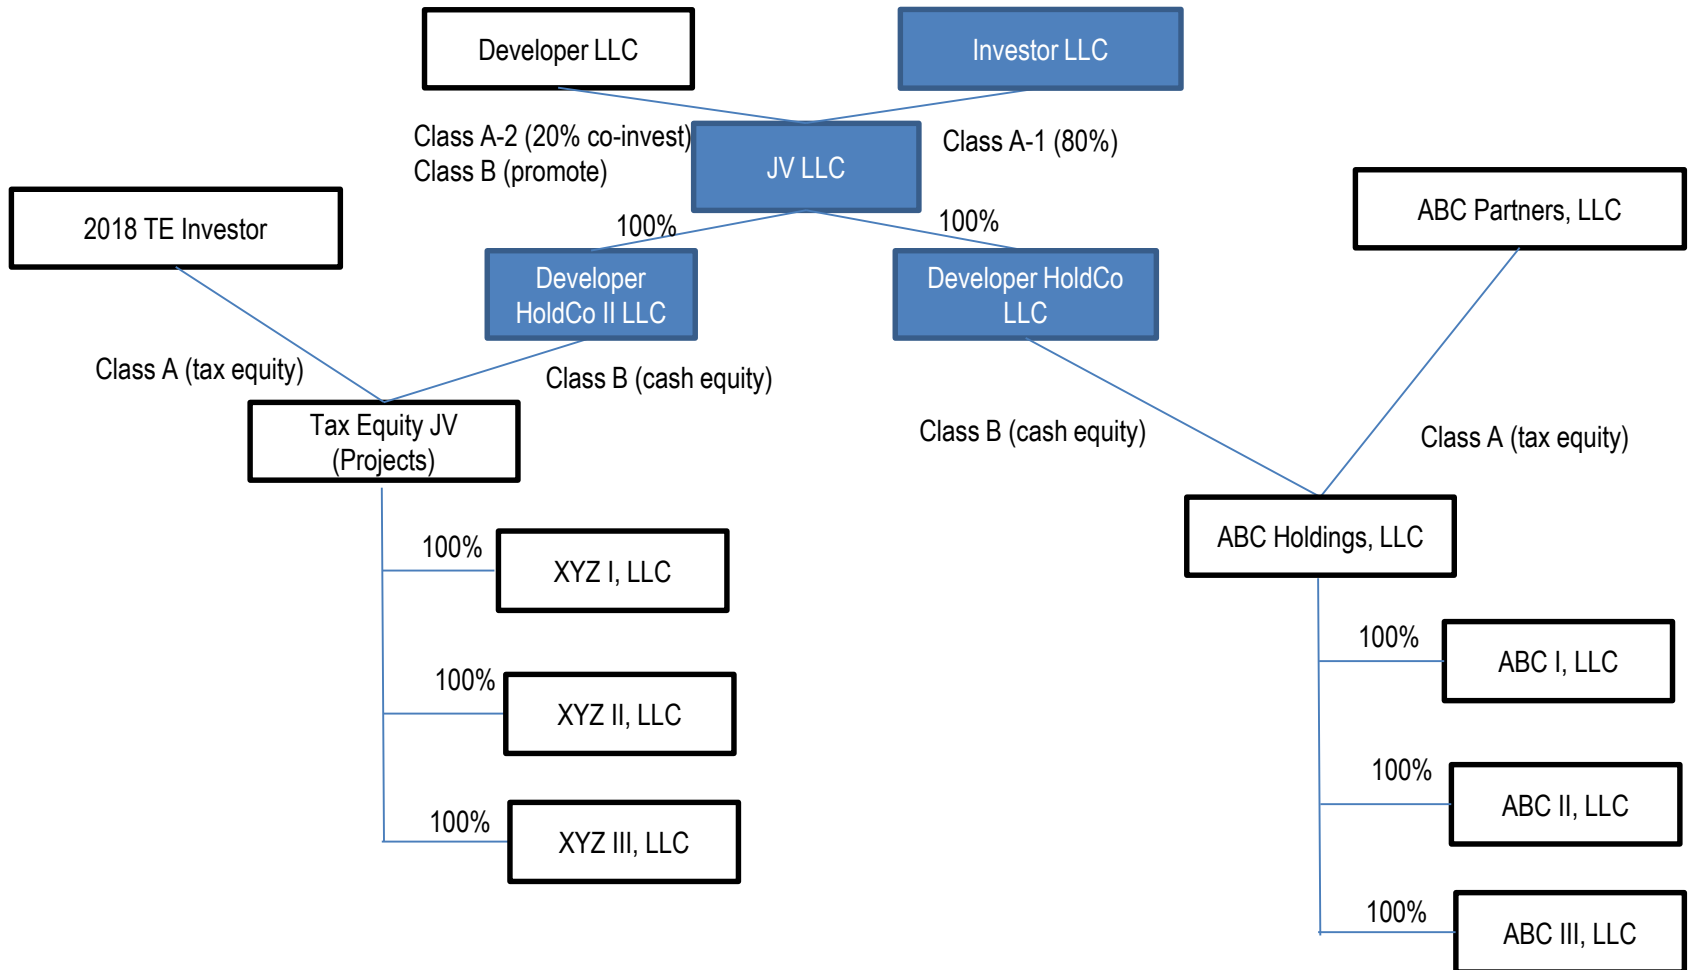 Developer LLC
Investor LLC
Class A-2 (20% co-invest)
Class B (promote)
JV LLC
Class A-1 (80%)
2018 TE Investor
ABC Partners, LLC
100%
100%
Developer
HoldCo II LLC
Developer HoldCo
LLC
Class A (tax equity)
Class B (cash equity)
Class B (cash equity)
Class A (tax equity)
Tax Equity JV
(Projects)
ABC Holdings, LLC
100%
XYZ I, LLC
100%
XYZ II, LLC
100%
XYZ III, LLC
100%
ABC I, LLC
100%
ABC II, LLC
100%
ABC III, LLC